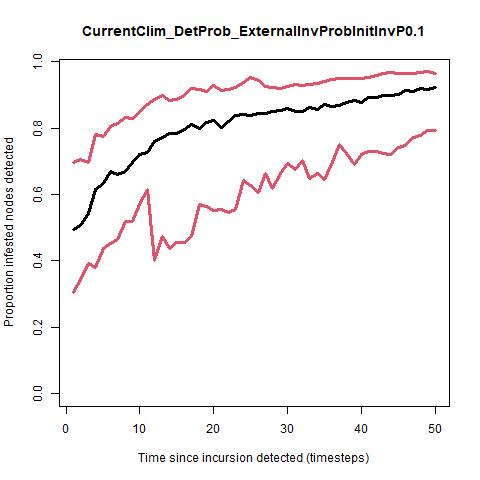 CurrentClim_DetProb_ExternalInvProbInitInvP0.1
Proportion infested nodes detected
1.0
0.8
0.6
0.4
0.2
0.0
0 10 20 30 40 50
Time since incursion detected (timesteps)